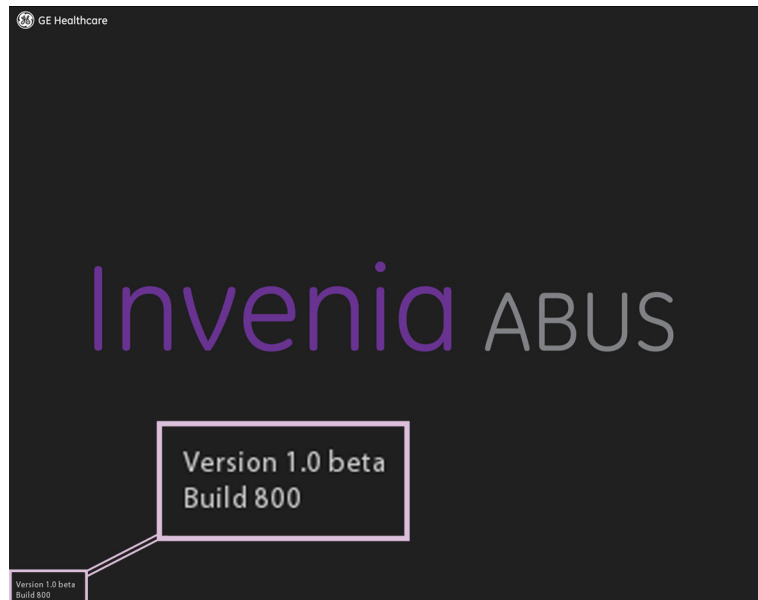 GE Healthcare
Invenia ABUS
Version 1.0 beta
Build 800
Version 1.0 beta
Build 800